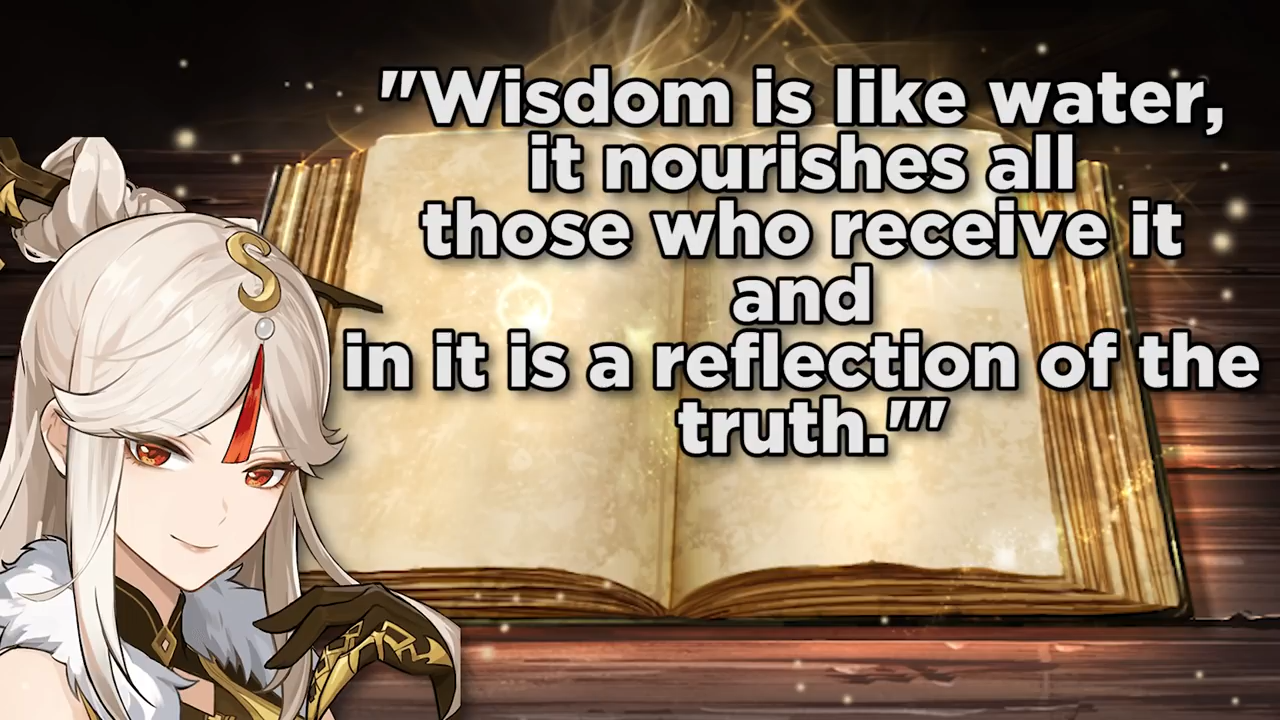 "Wisdom is like water,
it nourishes all
those who receive it
and
in it is a reflection of the
truth."'